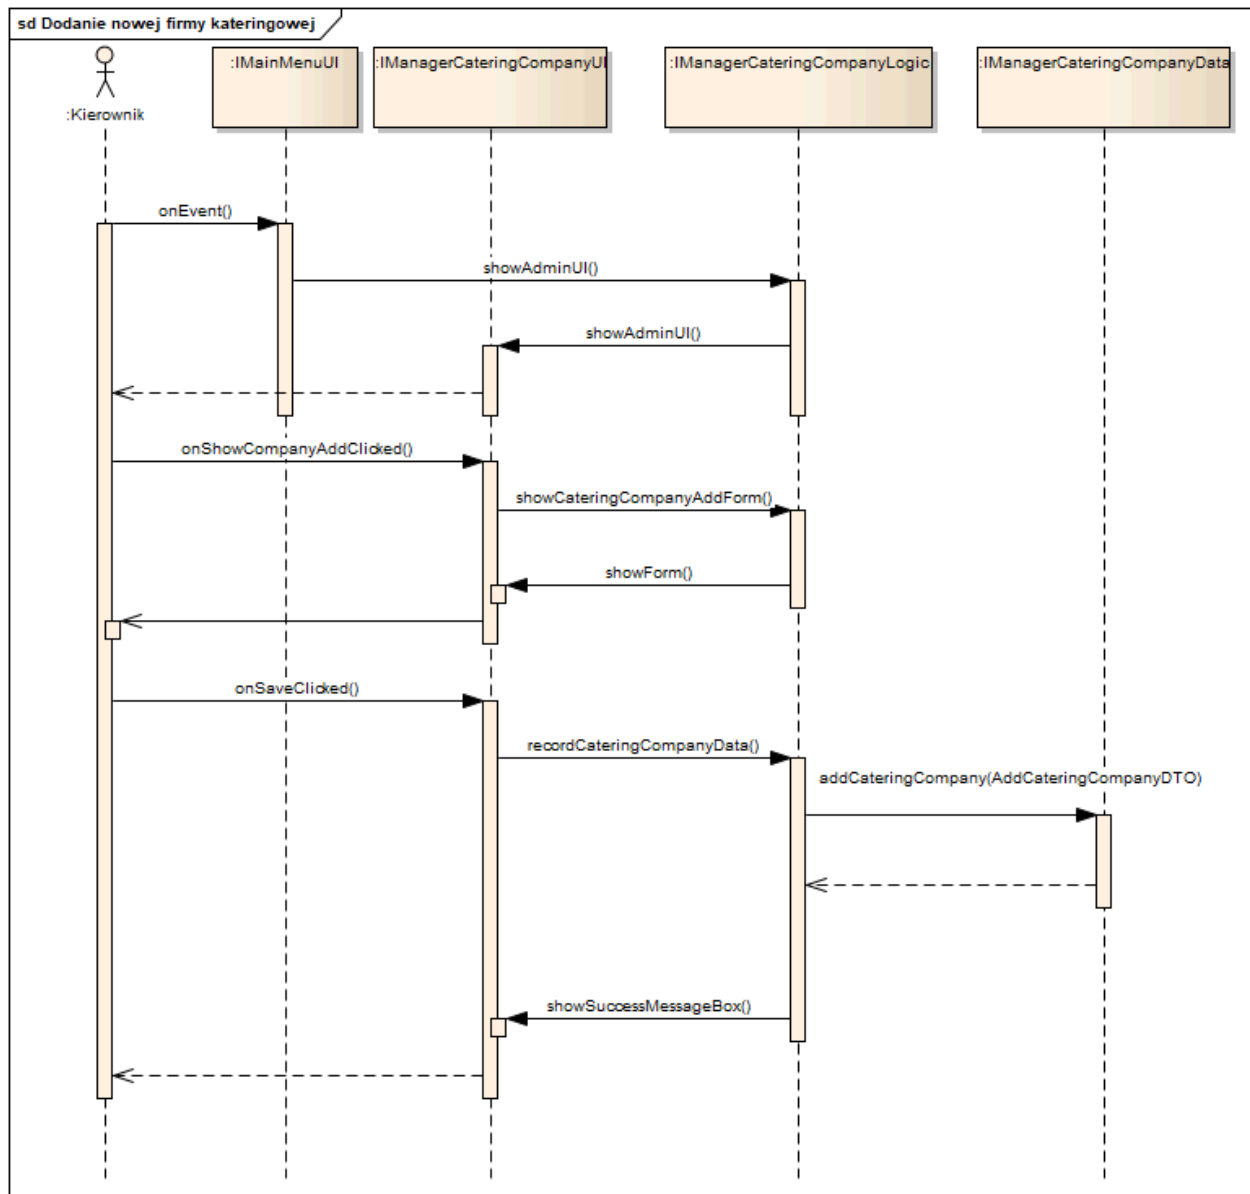 sd Dodanie nowej firmy kateringowej
:Kierownik
:IMainMenuUI
:IManagerCateringCompanyUI
:IManagerCateringCompanyLogic
:IManagerCateringCompanyData
onEvent()
showAdminUI()
showAdminUI()
onShowCompanyAddClicked()
showCateringCompanyAddForm()
showForm()
onSaveClicked()
recordCateringCompanyData()
addCateringCompany(AddCateringCompanyDTO)
showSuccessMessageBox()